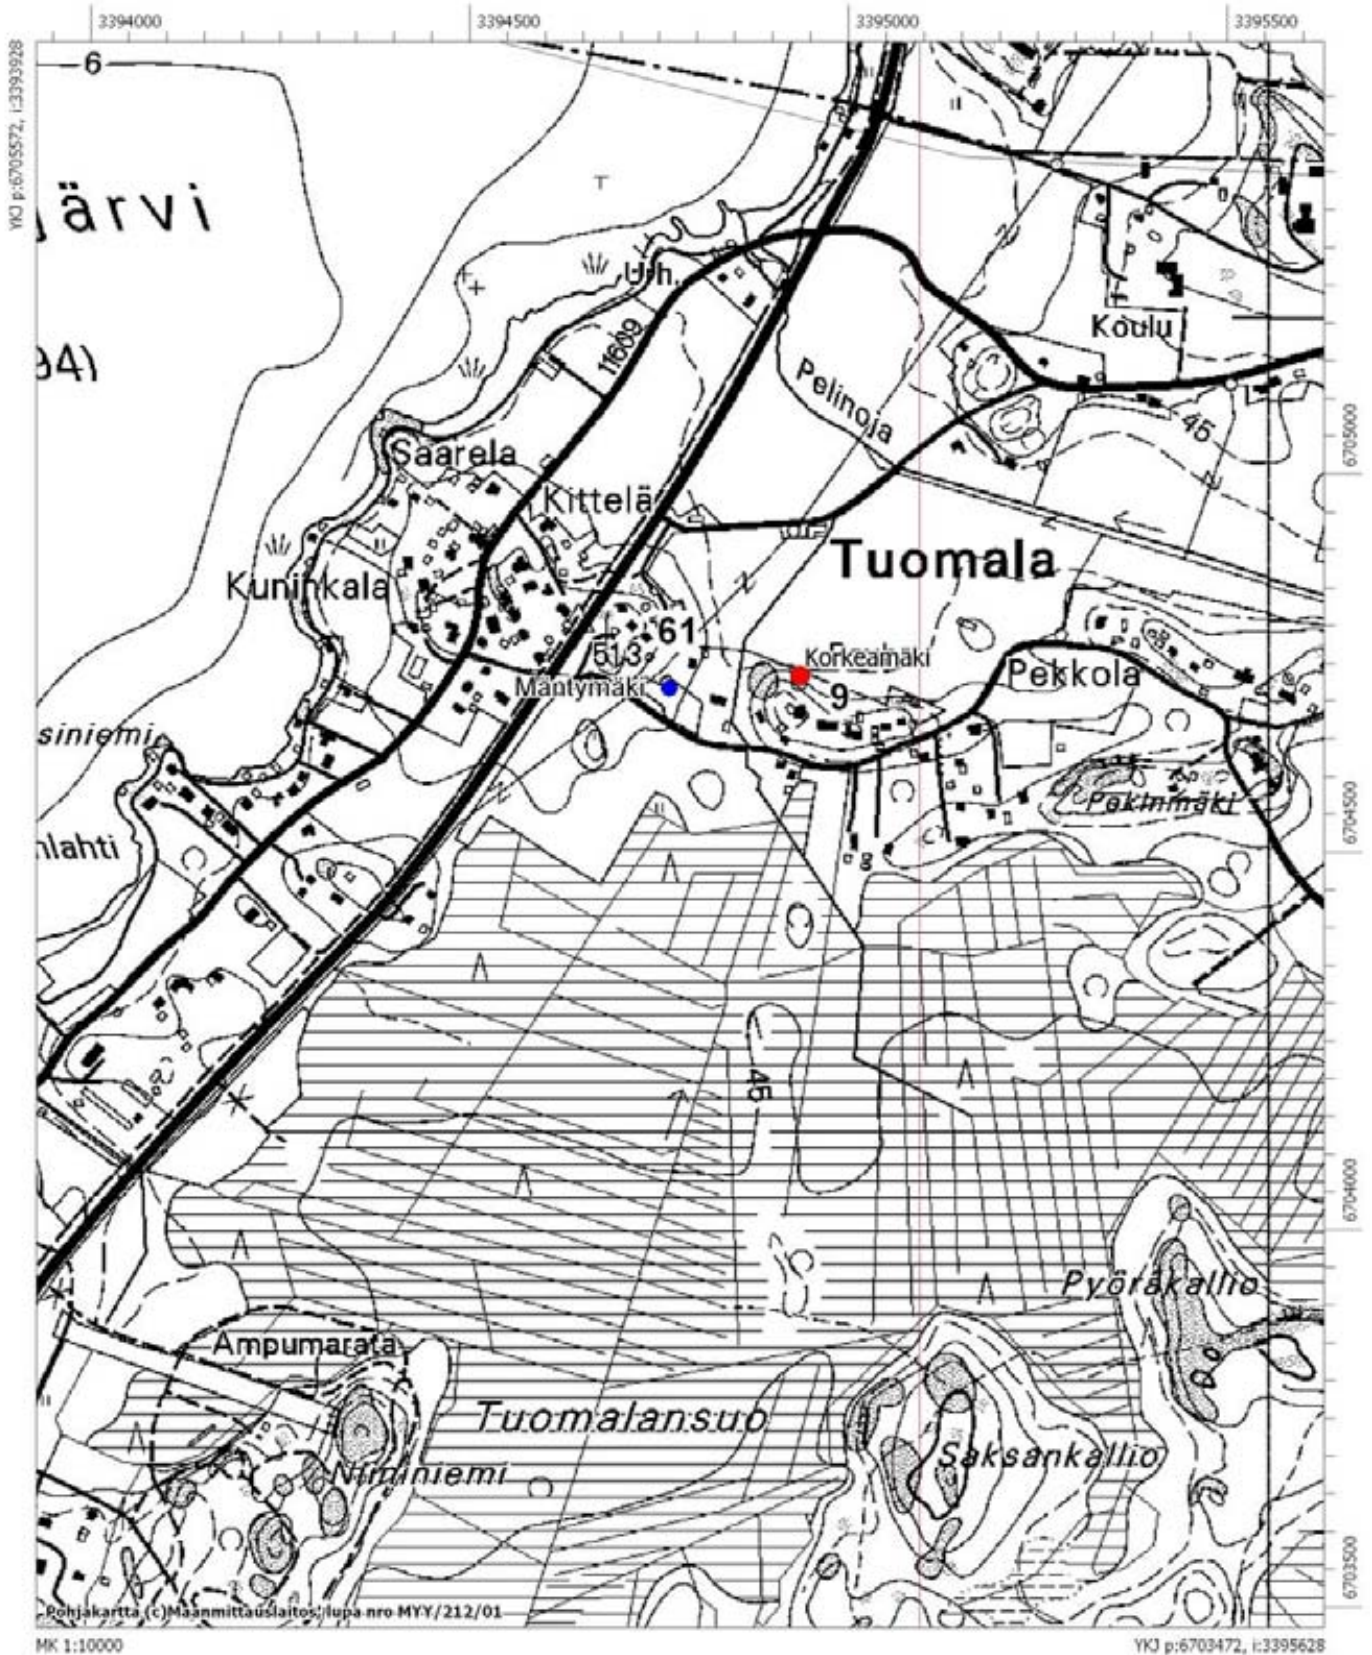 3394000
3394500
3395000
3395500
YKJ p:6705572, i:3393928
6
järvi
94)
U.h.
11609
Koulu
Pelinoja
45
6705000
Saarela
Kittelä
Tuomala
Kuninkala
61
513
Korkeamäki
Mäntymäki
9
Pekkola
siniemi
Pekinmäki
6704500
nlahti
45
6704000
Pyöräkallio
Ampumarata
Tuomalansuo
Saksankallio
Niminiemi
6703500
Pohjakartta (c)Maanmittauslaitos, lupa nro MYY/212/01
MK 1:10000
YKJ p:6703472, i:3395628